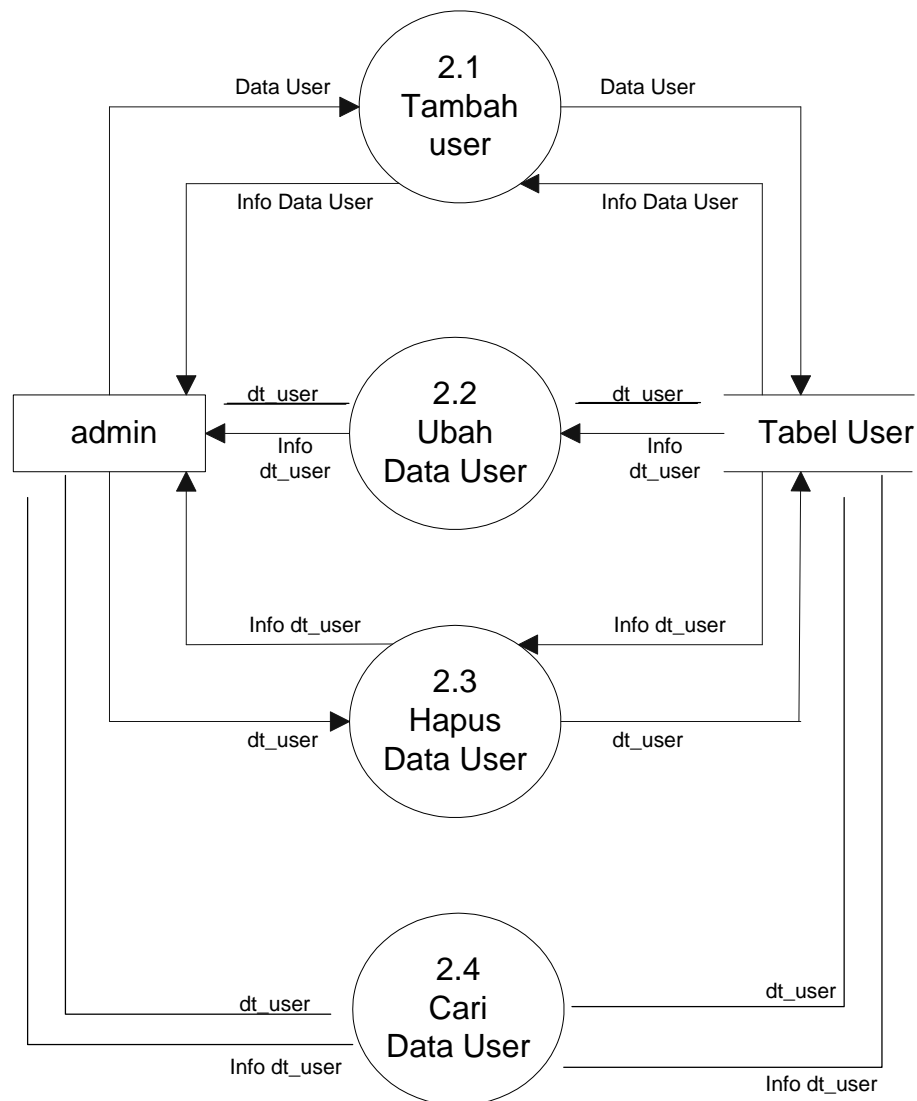 2.1
Tambah
user
Data User
Data User
Info Data User
Info Data User
admin
dt_user
Info
dt_user
2.2
Ubah
Data User
dt_user
Info
dt_user
Tabel User
Info dt_user
Info dt_user
2.3
Hapus
Data User
dt_user
dt_user
2.4
Cari
Data User
dt_user
dt_user
Info dt_user
Info dt_user